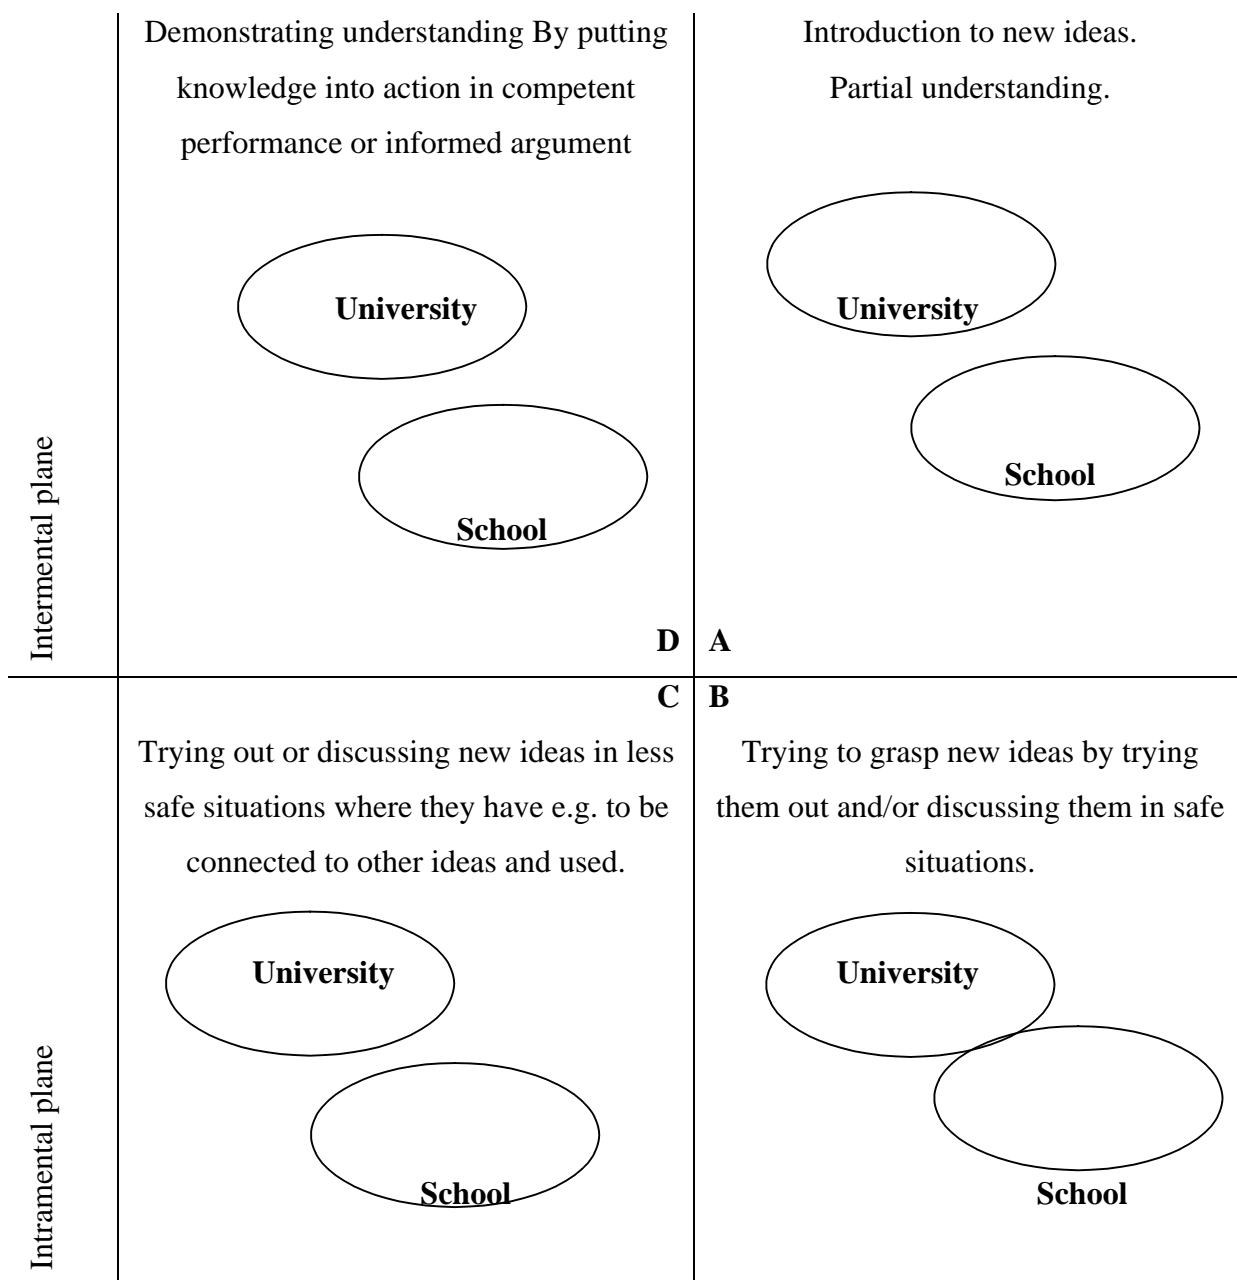 Demonstrating understanding By putting
knowledge into action in competent
performance or informed argument
University
School
D
Introduction to new ideas.
Partial understanding.
University
School
A
Intermental plane
C
Trying out or discussing new ideas in less
safe situations where they have e.g. to be
connected to other ideas and used.
University
School
B
Trying to grasp new ideas by trying
them out and/or discussing them in safe
situations.
University
School
Intramental plane